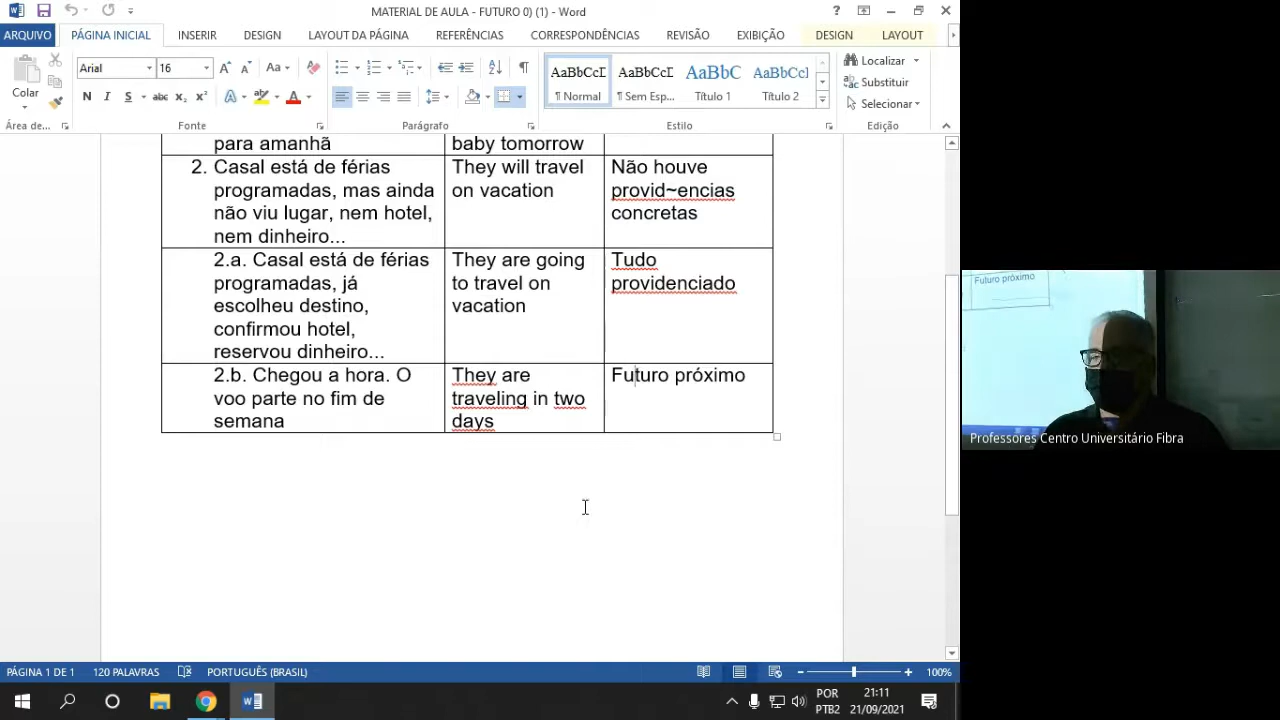 MATERIAL DE AULA - FUTURO 0) (1) - Word
ARQUIVO PÁGINA INICIAL INSERIR DESIGN LAYOUT DA PÁGINA REFERÊNCIAS CORRESPONDÊNCIAS REVISÃO EXIBIÇÃO DESIGN LAYOUT
Arial 16
Colar
N I S abc x₂ x²
AaBbCcI AaBbCcI AaBbC AaBbCcI
¶ Normal ¶ Sem Esp... Título 1 Título 2
Localizar
Substituir
Selecionar
Área de... Fonte Parágrafo Estilo Edição
para amanhã
baby tomorrow
2. Casal está de férias
programadas, mas ainda
não viu lugar, nem hotel,
nem dinheiro...
They will travel
on vacation
Não houve
provid~encias
concretas
2.a. Casal está de férias
programadas, já
escolheu destino,
confirmou hotel,
reservou dinheiro...
They are going
to travel on
vacation
Tudo
providenciado
2.b. Chegou a hora. O
voo parte no fim de
semana
They are
traveling in two
days
Futuro próximo
Futuro próximo
Professores Centro Universitário Fibra
PÁGINA 1 DE 1 120 PALAVRAS PORTUGUÊS (BRASIL) 100%
POR
PTB2
21:11
21/09/2021